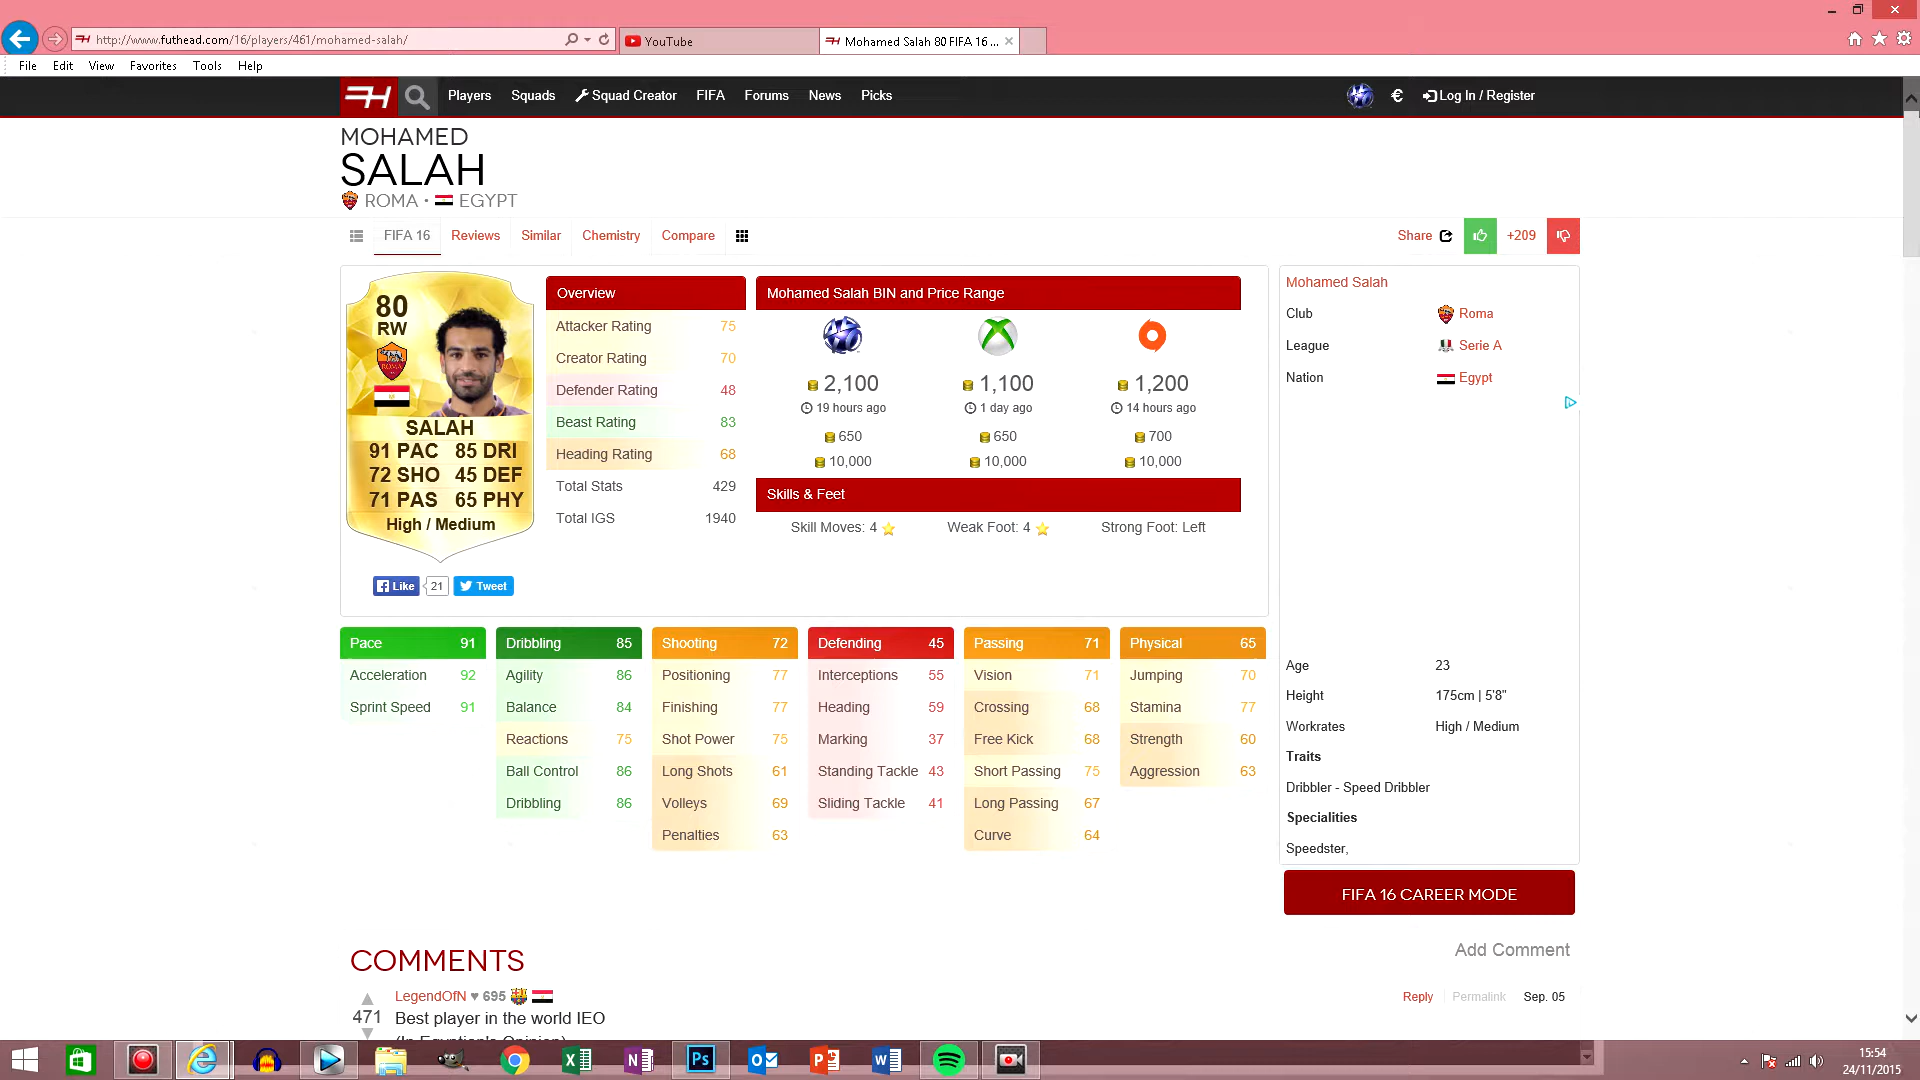 http://www.futhead.com/16/players/461/mohamed-salah/
YouTube
Mohamed Salah 80 FIFA 16 ...
File Edit View Favorites Tools Help
Players Squads Squad Creator FIFA Forums News Picks
€ Log In / Register
MOHAMED
SALAH
ROMA • EGYPT
FIFA 16 Reviews Similar Chemistry Compare
Share +209
80
RW
ROMA
SALAH
91 PAC 85 DRI
72 SHO 45 DEF
71 PAS 65 PHY
High / Medium
Like 21 Tweet
Overview
Attacker Rating 75
Creator Rating 70
Defender Rating 48
Beast Rating 83
Heading Rating 68
Total Stats 429
Total IGS 1940
Mohamed Salah BIN and Price Range
2,100 1,100 1,200
19 hours ago 1 day ago 14 hours ago
650 650 700
10,000 10,000 10,000
Skills & Feet
Skill Moves: 4 Weak Foot: 4 Strong Foot: Left
Mohamed Salah
Club Roma
League Serie A
Nation Egypt
Age 23
Height 175cm | 5'8"
Workrates High / Medium
Traits
Dribbler - Speed Dribbler
Specialities
Speedster,
FIFA 16 CAREER MODE
Pace 91
Acceleration 92
Sprint Speed 91
Dribbling 85
Agility 86
Balance 84
Reactions 75
Ball Control 86
Dribbling 86
Shooting 72
Positioning 77
Finishing 77
Shot Power 75
Long Shots 61
Volleys 69
Penalties 63
Defending 45
Interceptions 55
Heading 59
Marking 37
Standing Tackle 43
Sliding Tackle 41
Passing 71
Vision 71
Crossing 68
Free Kick 68
Short Passing 75
Long Passing 67
Curve 64
Physical 65
Jumping 70
Stamina 77
Strength 60
Aggression 63
COMMENTS
Add Comment
LegendOfN ♥ 695
Reply Permalink Sep. 05
471
Best player in the world IEO
(In Egyptian's Opinion)
15:54
24/11/2015